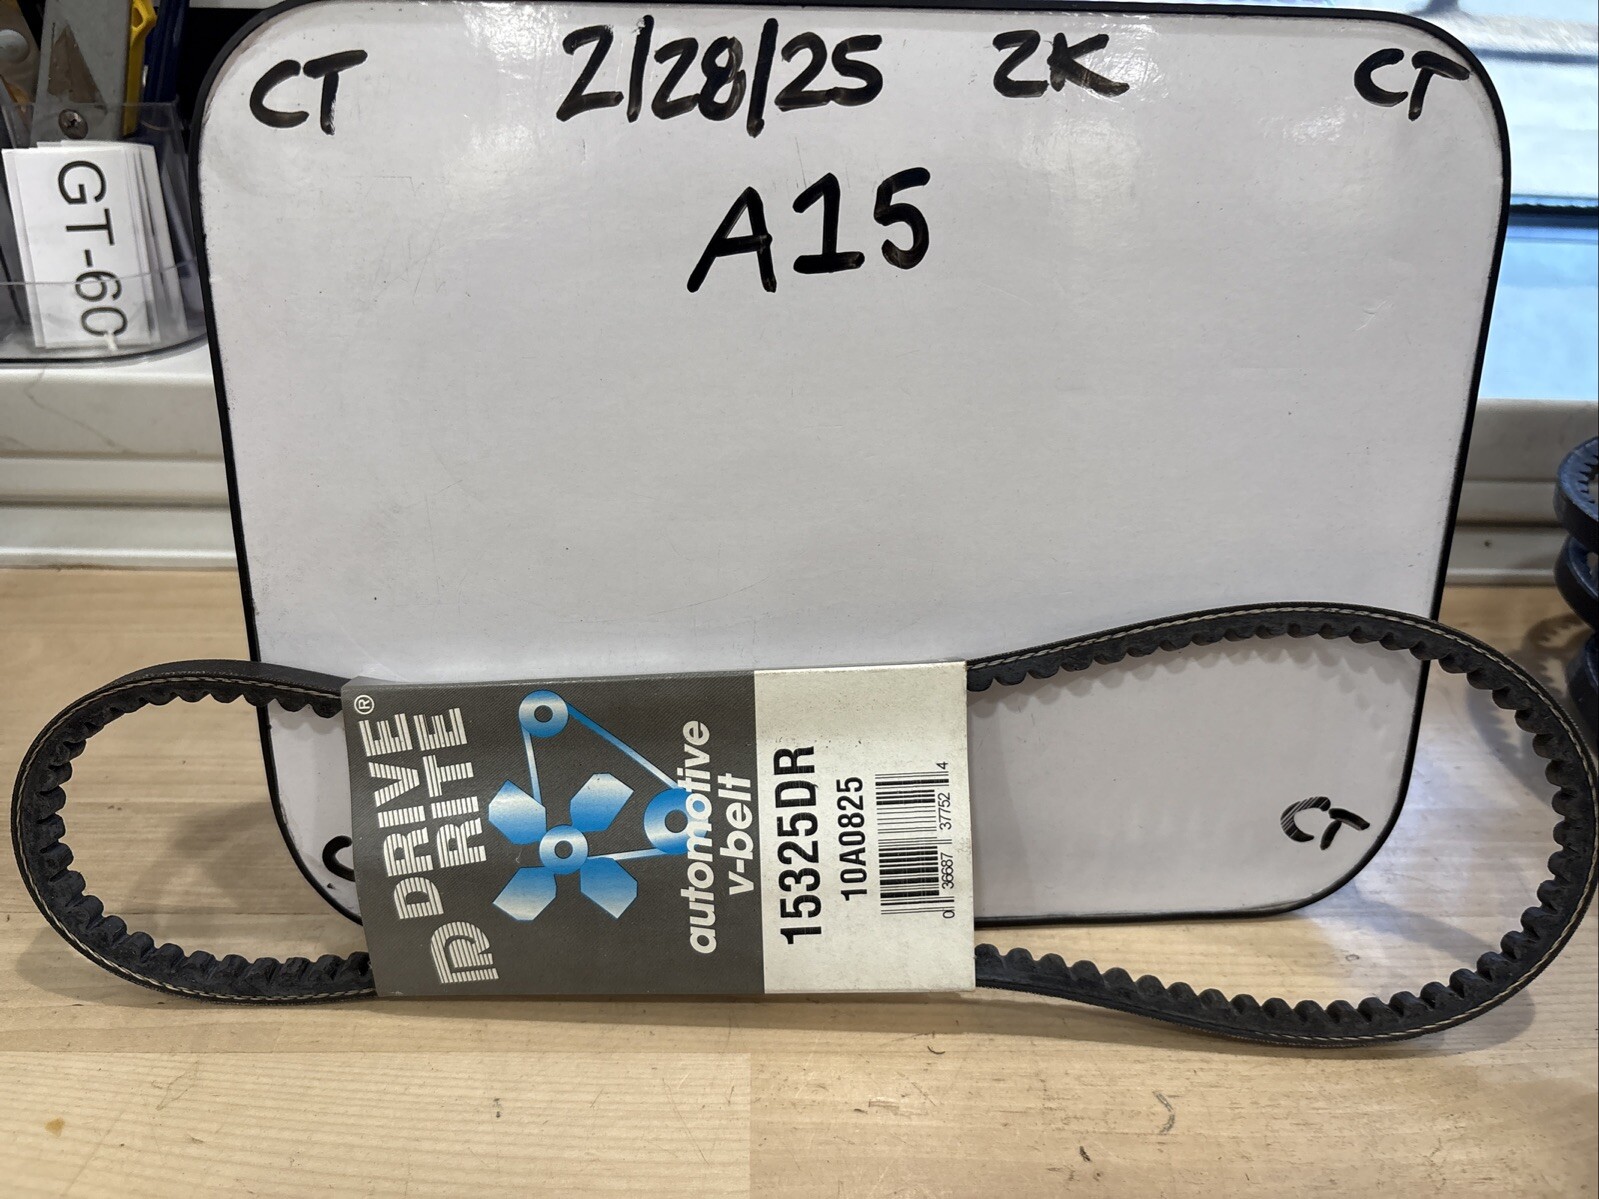 CT 2/28/25 2K CT
A15
GT-60
DRIVE
RITE®
automotive
v-belt
15325DR
10A0825
0 36687 37752 4
CT